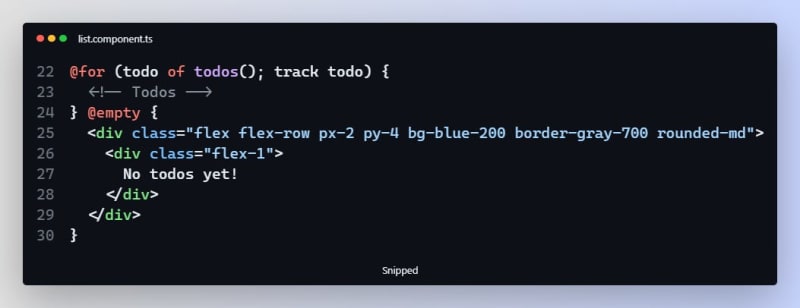 list.component.ts
22 @for (todo of todos(); track todo) {
23   <!-- Todos -->
24 } @empty {
25   <div class="flex flex-row px-2 py-4 bg-blue-200 border-gray-700 rounded-md">
26     <div class="flex-1">
27       No todos yet!
28     </div>
29   </div>
30 }
Snipped